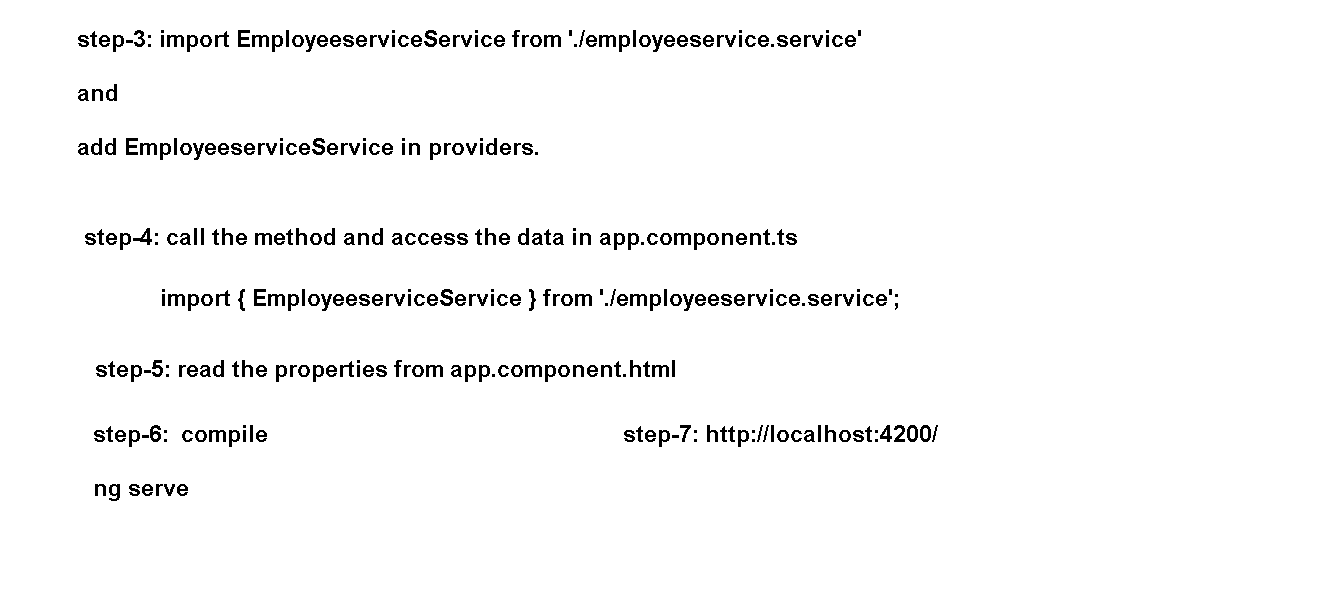 step-3: import EmployeeserviceService from './employeeservice.service'
and
add EmployeeserviceService in providers.
step-4: call the method and access the data in app.component.ts
import { EmployeeserviceService } from './employeeservice.service';
step-5: read the properties from app.component.html
step-6:  compile
step-7: http://localhost:4200/
ng serve